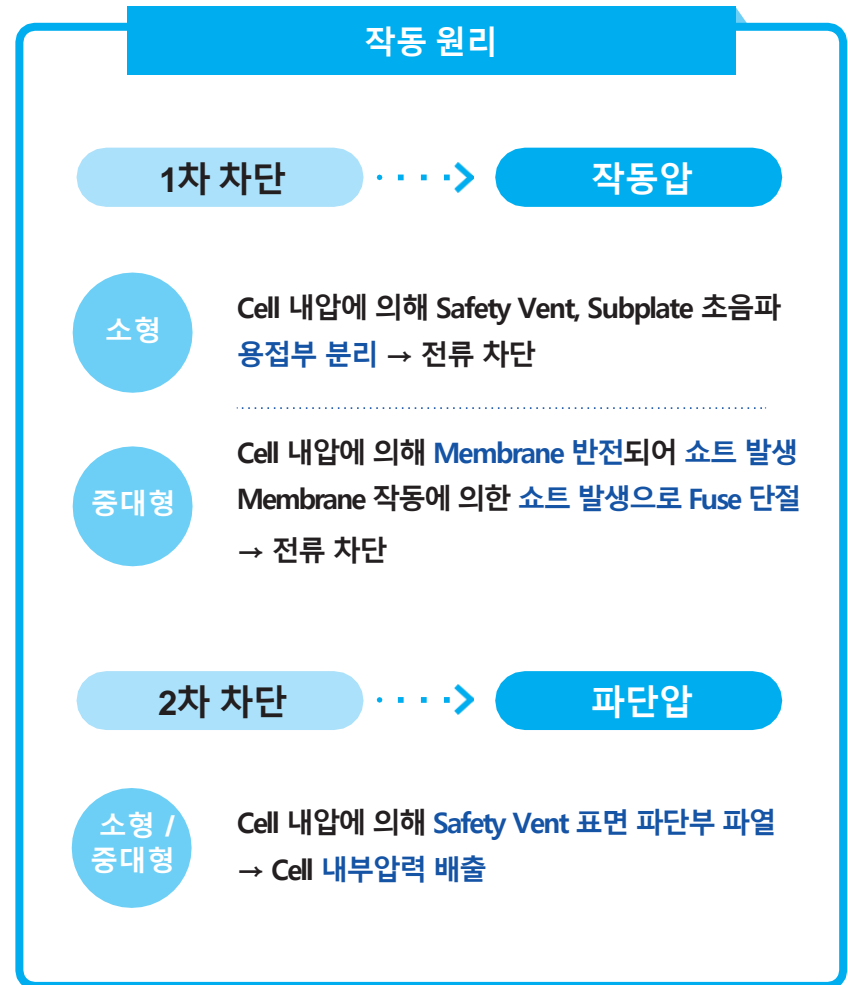 작동 원리
1차 차단
작동압
소형
Cell 내압에 의해 Safety Vent, Subplate 초음파
용접부 분리 → 전류 차단
중대형
Cell 내압에 의해 Membrane 반전되어 쇼트 발생
Membrane 작동에 의한 쇼트 발생으로 Fuse 단절
→ 전류 차단
2차 차단
파단압
소형 /
중대형
Cell 내압에 의해 Safety Vent 표면 파단부 파열
→ Cell 내부압력 배출